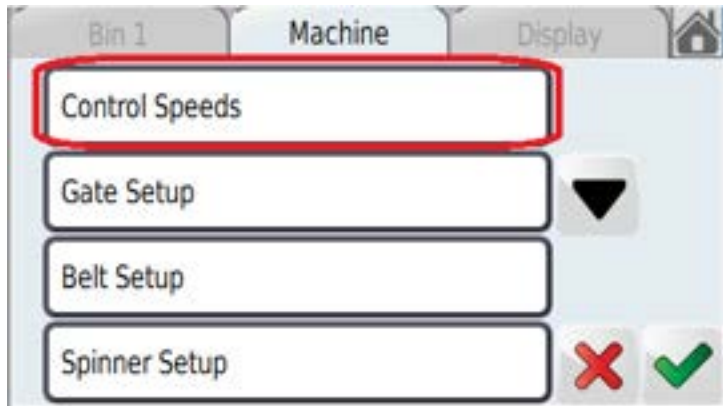 Bin 1 Machine Display
Control Speeds
Gate Setup
Belt Setup
Spinner Setup